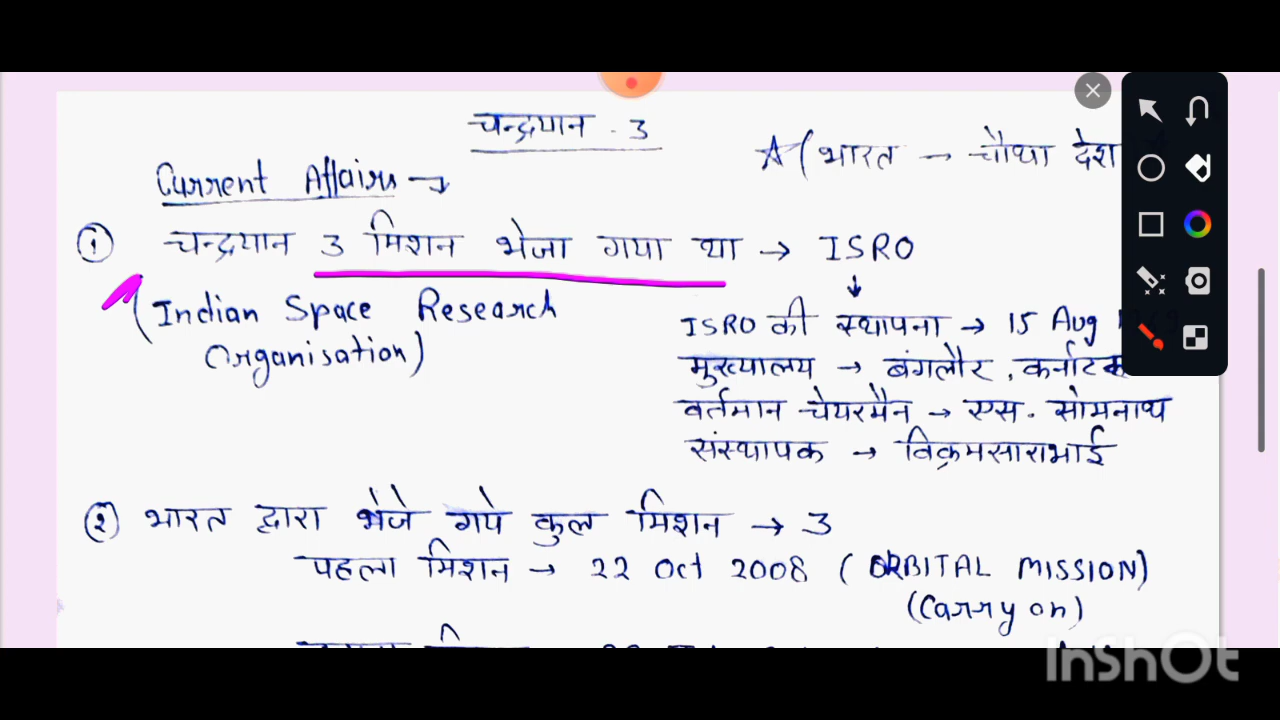 चन्द्रयान - 3
☆(भारत → चौथा देश
Current Affairs →
① चन्द्रयान 3 मिशन भेजा गया था → ISRO
(Indian Space Research
Organisation)
ISRO की स्थापना → 15 Aug
मुख्यालय → बंगलौर, कर्नाटक
वर्तमान चेयरमैन → एस. सोमनाथ
संस्थापक → विक्रमसाराभाई
② भारत द्वारा भेजे गये कुल मिशन → 3
पहला मिशन → 22 Oct 2008 (ORBITAL MISSION)
(Carry on)
InShOt